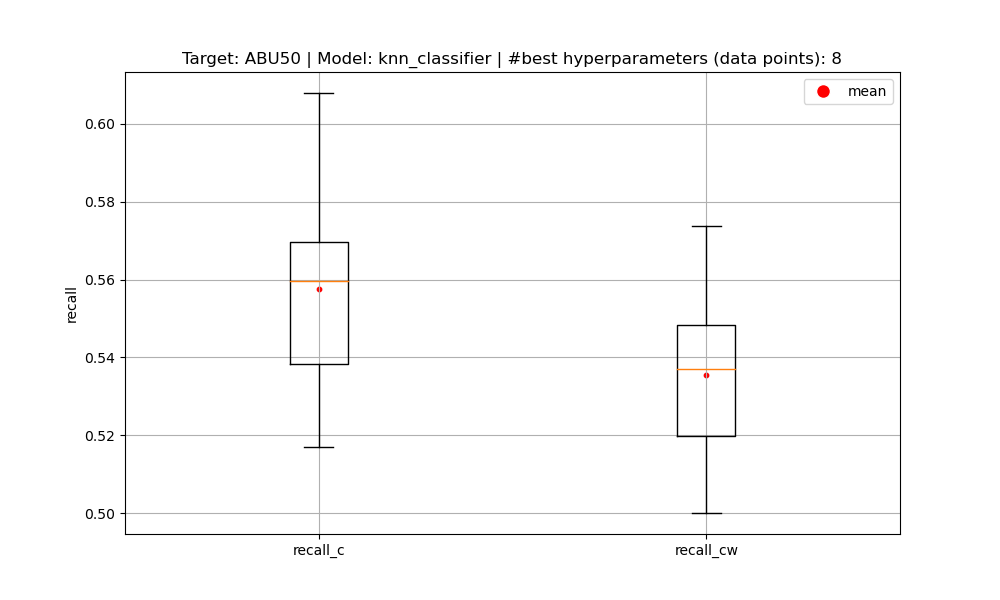 Target: ABU50 | Model: knn_classifier | #best hyperparameters (data points): 8
mean
0.60
0.58
0.56
0.54
0.52
0.50
recall
recall_c
recall_cw